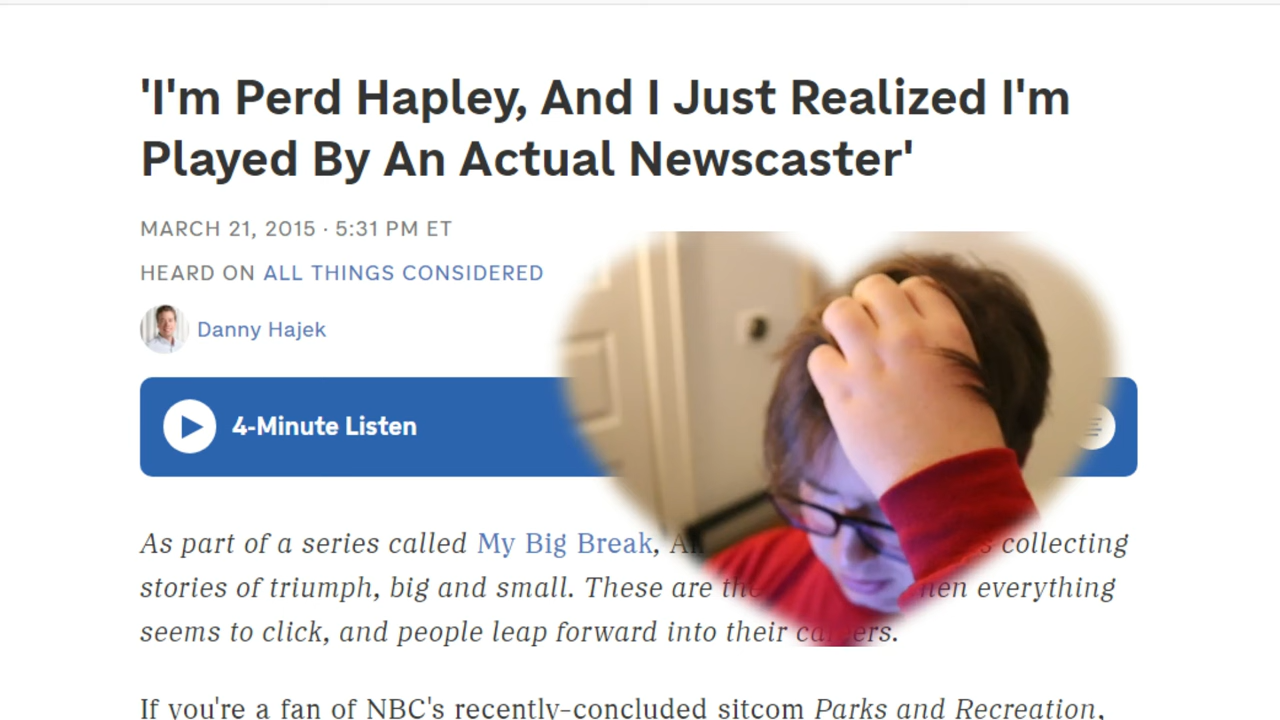 'I'm Perd Hapley, And I Just Realized I'm
Played By An Actual Newscaster'
MARCH 21, 2015 · 5:31 PM ET
HEARD ON ALL THINGS CONSIDERED
Danny Hajek
4-Minute Listen
As part of a series called My Big Break, collecting
stories of triumph, big and small. These are the everything
seems to click, and people leap forward into their careers.
If you're a fan of NBC's recently-concluded sitcom Parks and Recreation,